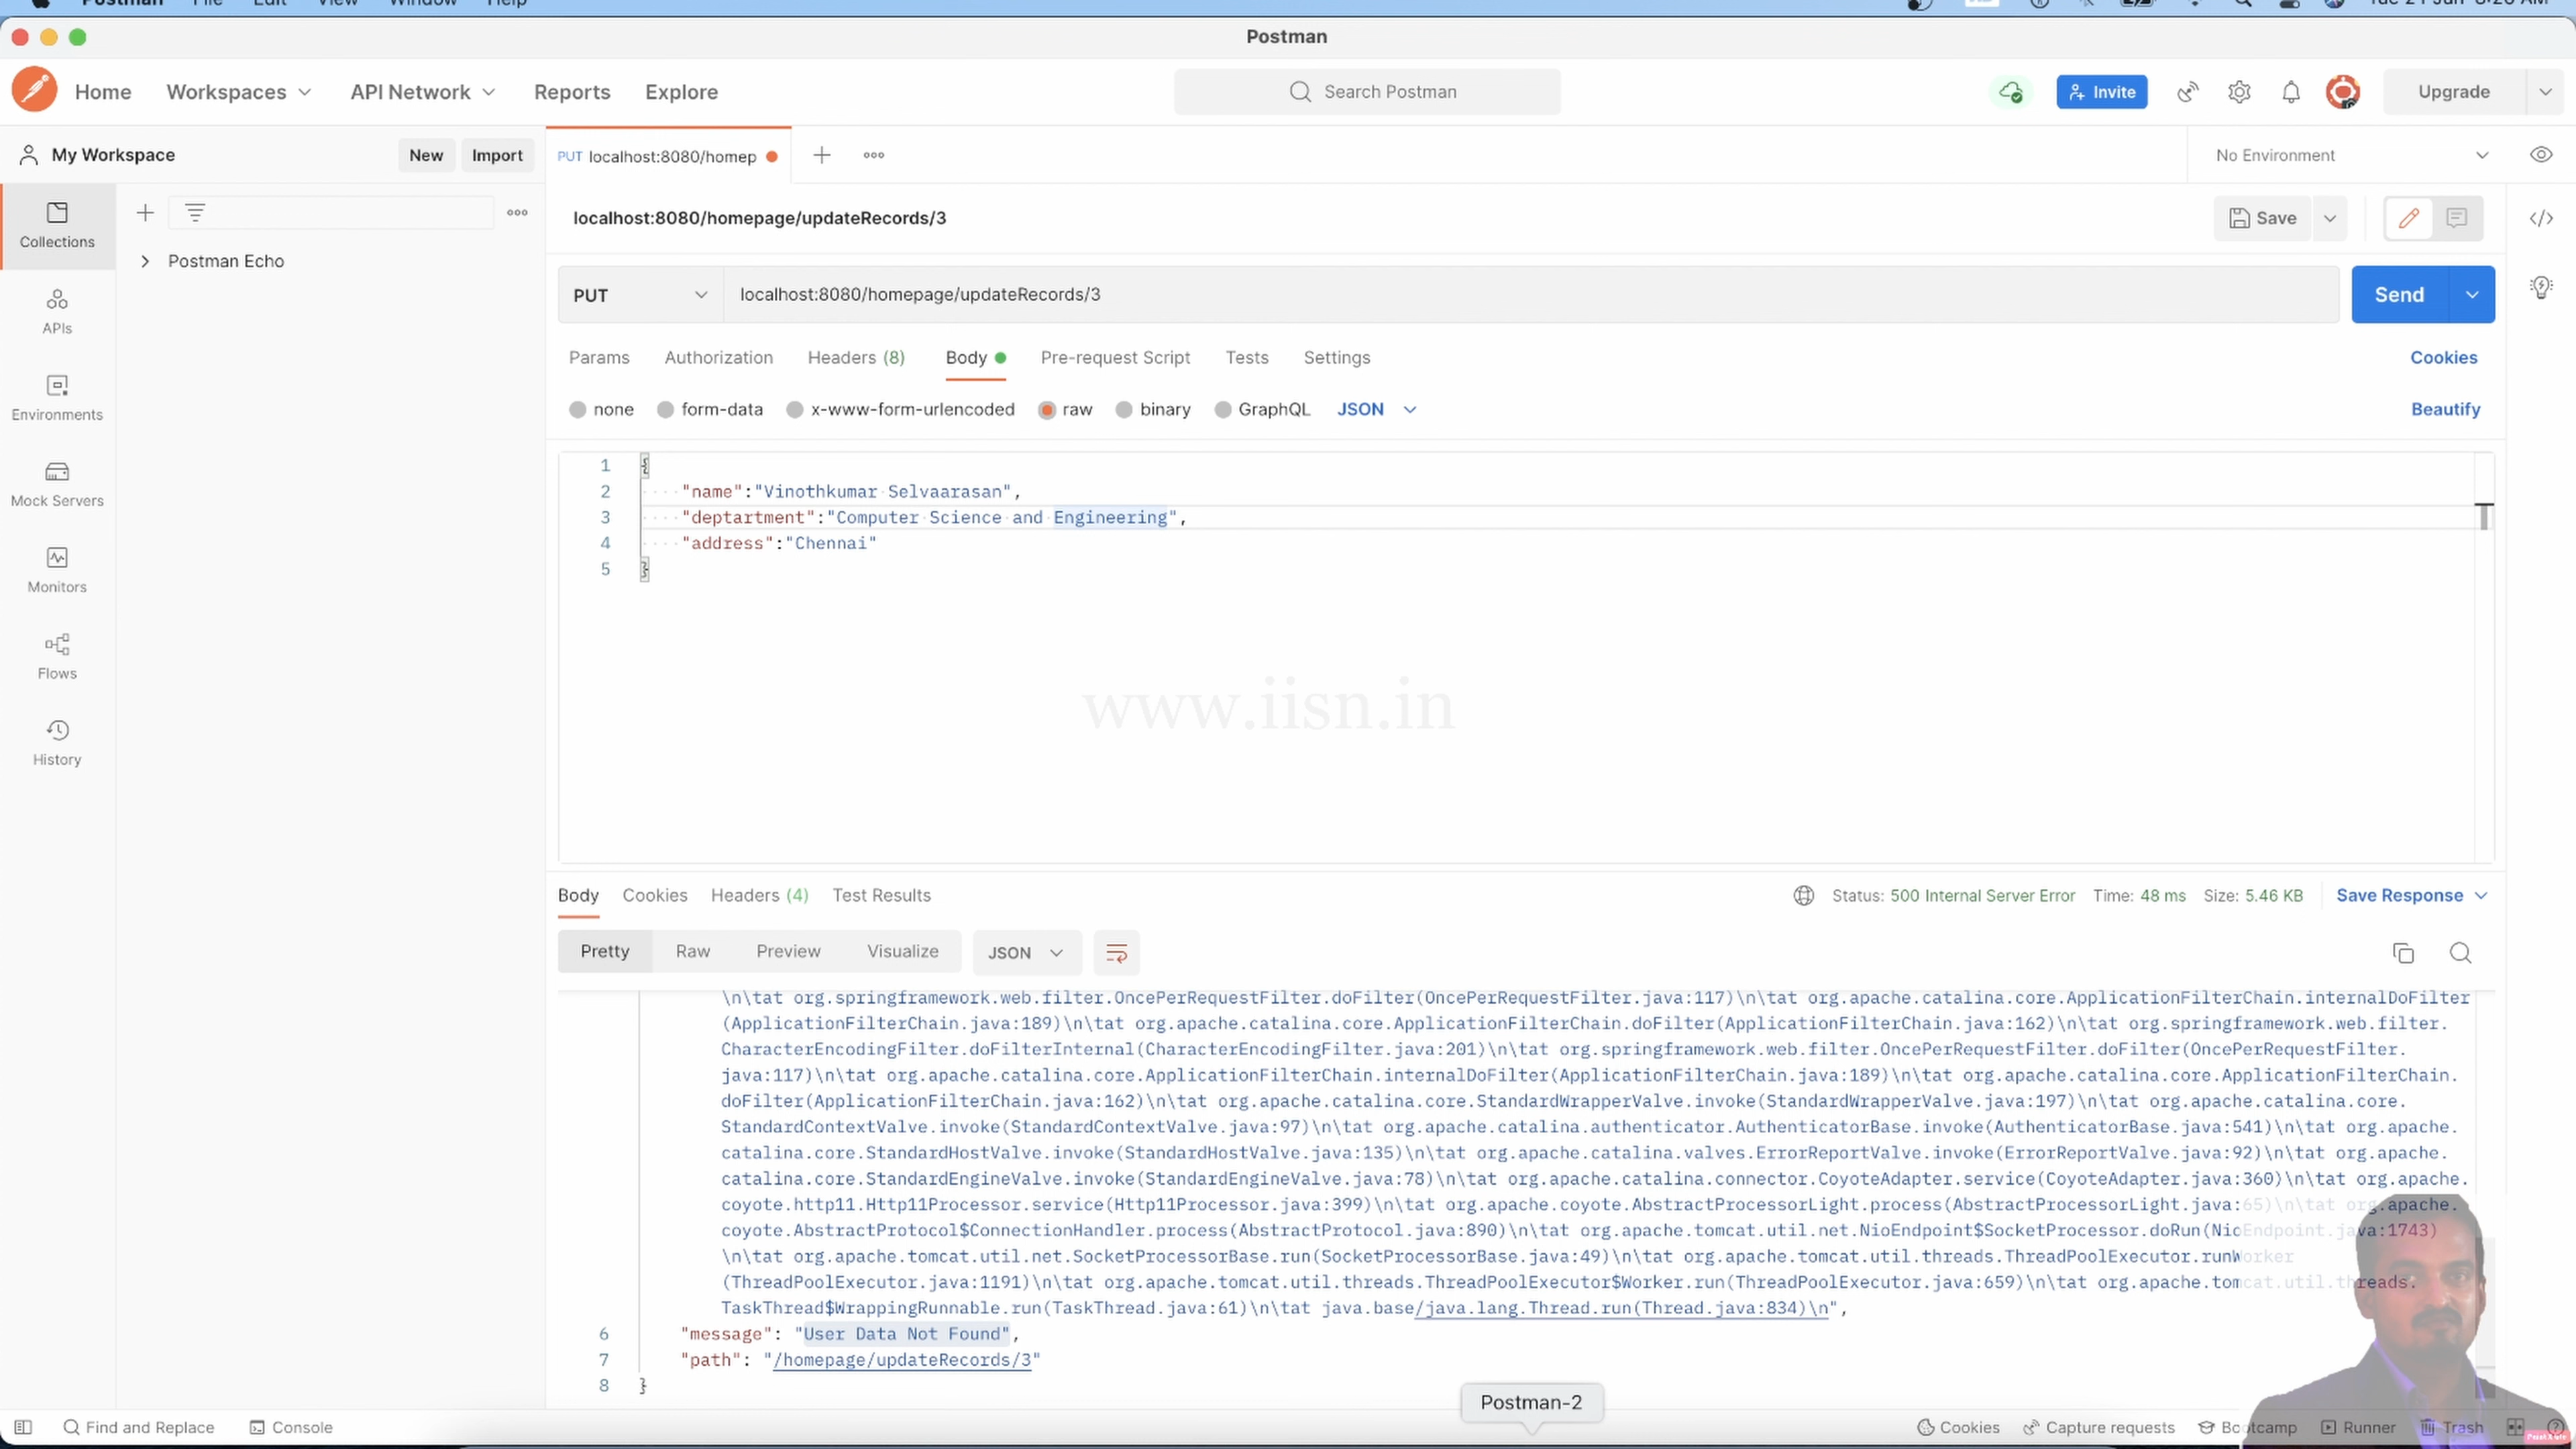 Postman File Edit View Window Help
Postman
Home Workspaces API Network Reports Explore Search Postman Invite Upgrade
My Workspace New Import PUT localhost:8080/homep No Environment
localhost:8080/homepage/updateRecords/3 Save
Collections
Postman Echo
PUT localhost:8080/homepage/updateRecords/3 Send
APIs
Params Authorization Headers (8) Body Pre-request Script Tests Settings Cookies
none form-data x-www-form-urlencoded raw binary GraphQL JSON Beautify
Environments
1 {
2 "name":"Vinothkumar Selvaarasan",
Mock Servers
3 "deptartment":"Computer Science and Engineering",
4 "address":"Chennai"
5 }
Monitors
Flows
www.iisn.in
History
Body Cookies Headers (4) Test Results Status: 500 Internal Server Error Time: 48 ms Size: 5.46 KB Save Response
Pretty Raw Preview Visualize JSON
\n\tat org.springframework.web.filter.OncePerRequestFilter.doFilter(OncePerRequestFilter.java:117)\n\tat org.apache.catalina.core.ApplicationFilterChain.internalDoFilter
(ApplicationFilterChain.java:189)\n\tat org.apache.catalina.core.ApplicationFilterChain.doFilter(ApplicationFilterChain.java:162)\n\tat org.springframework.web.filter.
CharacterEncodingFilter.doFilterInternal(CharacterEncodingFilter.java:201)\n\tat org.springframework.web.filter.OncePerRequestFilter.doFilter(OncePerRequestFilter.
java:117)\n\tat org.apache.catalina.core.ApplicationFilterChain.internalDoFilter(ApplicationFilterChain.java:189)\n\tat org.apache.catalina.core.ApplicationFilterChain.
doFilter(ApplicationFilterChain.java:162)\n\tat org.apache.catalina.core.StandardWrapperValve.invoke(StandardWrapperValve.java:197)\n\tat org.apache.catalina.core.
StandardContextValve.invoke(StandardContextValve.java:97)\n\tat org.apache.catalina.authenticator.AuthenticatorBase.invoke(AuthenticatorBase.java:541)\n\tat org.apache.
catalina.core.StandardHostValve.invoke(StandardHostValve.java:135)\n\tat org.apache.catalina.valves.ErrorReportValve.invoke(ErrorReportValve.java:92)\n\tat org.apache.
catalina.core.StandardEngineValve.invoke(StandardEngineValve.java:78)\n\tat org.apache.catalina.connector.CoyoteAdapter.service(CoyoteAdapter.java:360)\n\tat org.apache.
coyote.http11.Http11Processor.service(Http11Processor.java:399)\n\tat org.apache.coyote.AbstractProcessorLight.process(AbstractProcessorLight.java:65)\n\tat org.apache.
coyote.AbstractProtocol$ConnectionHandler.process(AbstractProtocol.java:890)\n\tat org.apache.tomcat.util.net.NioEndpoint$SocketProcessor.doRun(NioEndpoint.java:1743)
\n\tat org.apache.tomcat.util.net.SocketProcessorBase.run(SocketProcessorBase.java:49)\n\tat org.apache.tomcat.util.threads.ThreadPoolExecutor.runWorker
(ThreadPoolExecutor.java:1191)\n\tat org.apache.tomcat.util.threads.ThreadPoolExecutor$Worker.run(ThreadPoolExecutor.java:659)\n\tat org.apache.tomcat.util.threads.
TaskThread$WrappingRunnable.run(TaskThread.java:61)\n\tat java.base/java.lang.Thread.run(Thread.java:834)\n",
6 "message": "User Data Not Found",
7 "path": "/homepage/updateRecords/3"
8 }
Postman-2
Find and Replace Console Cookies Capture requests Bootcamp Runner Trash